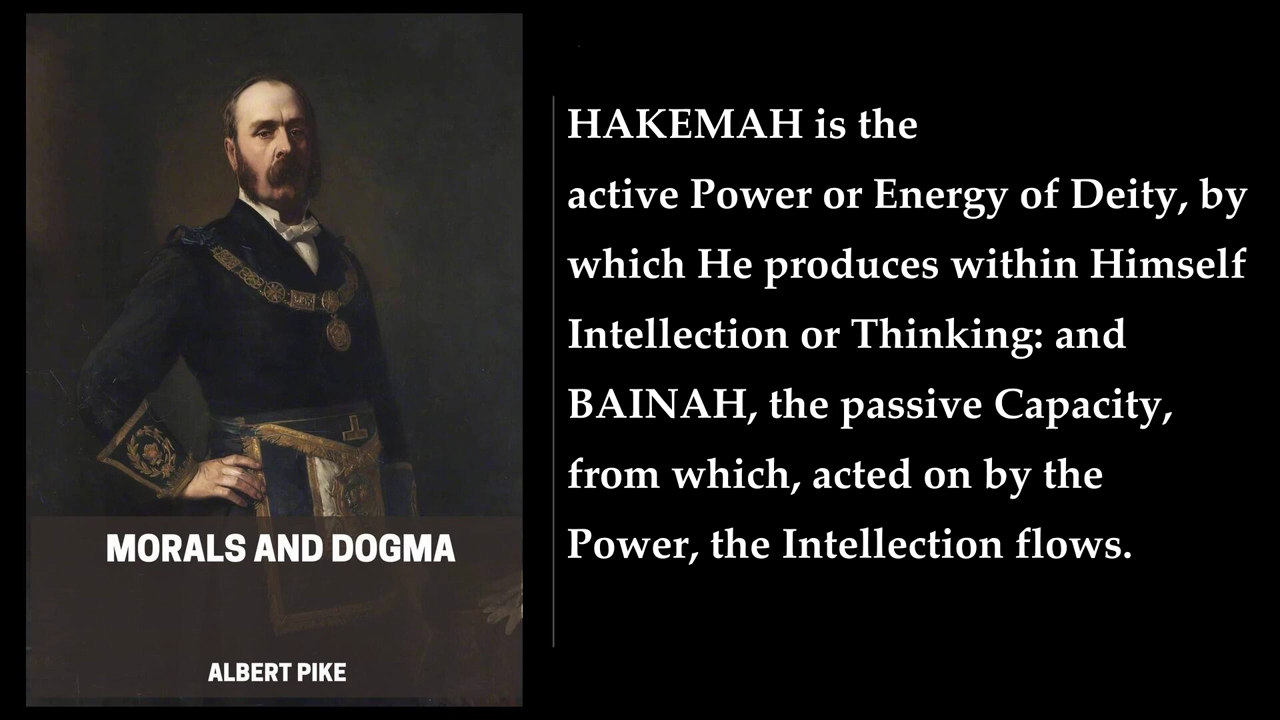 MORALS AND DOGMA
ALBERT PIKE
HAKEMAH is the
active Power or Energy of Deity, by
which He produces within Himself
Intellection or Thinking: and
BAINAH, the passive Capacity,
from which, acted on by the
Power, the Intellection flows.